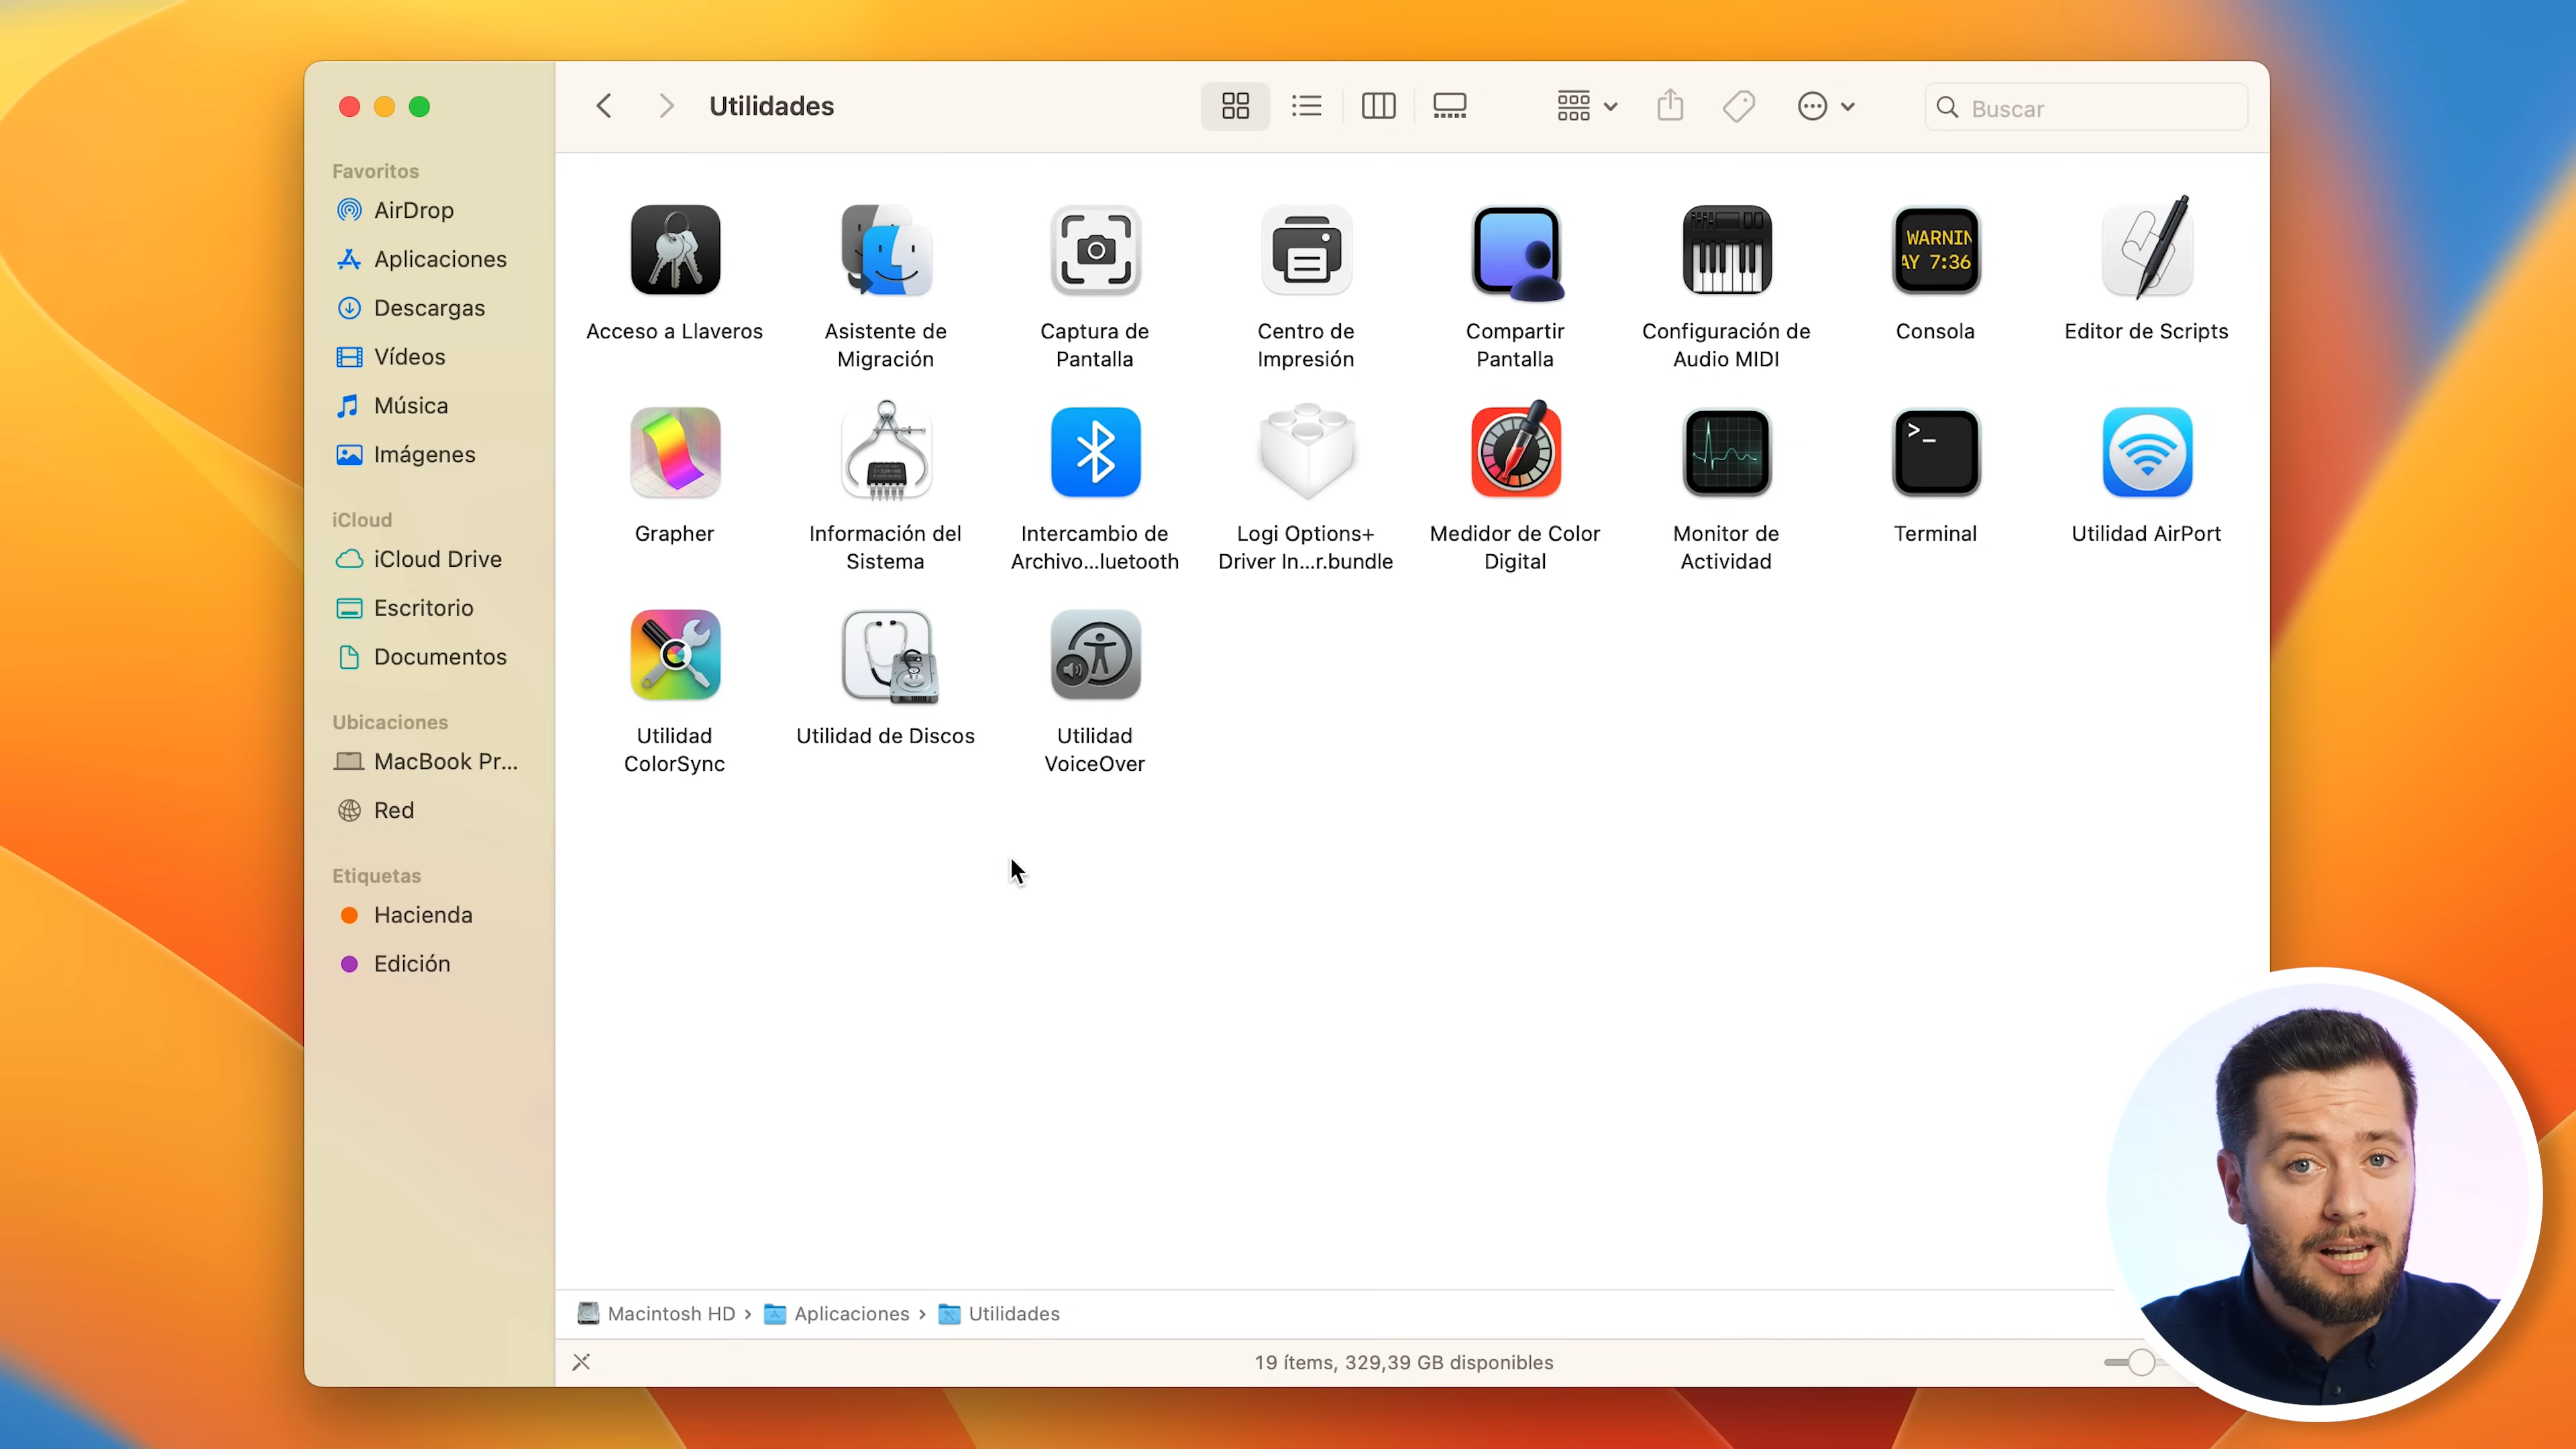 Utilidades
Buscar
Favoritos
AirDrop
Aplicaciones
Descargas
Vídeos
Música
Imágenes
iCloud
iCloud Drive
Escritorio
Documentos
Ubicaciones
MacBook Pr...
Red
Etiquetas
Hacienda
Edición
Acceso a Llaveros
Asistente de
Migración
Captura de
Pantalla
Centro de
Impresión
Compartir
Pantalla
Configuración de
Audio MIDI
WARNIN
AY 7:36
Consola
Editor de Scripts
Grapher
Información del
Sistema
Intercambio de
Archivo...luetooth
Logi Options+
Driver In...r.bundle
Medidor de Color
Digital
Monitor de
Actividad
>_
Terminal
Utilidad AirPort
Utilidad
ColorSync
Utilidad de Discos
Utilidad
VoiceOver
Macintosh HD › Aplicaciones › Utilidades
19 ítems, 329,39 GB disponibles